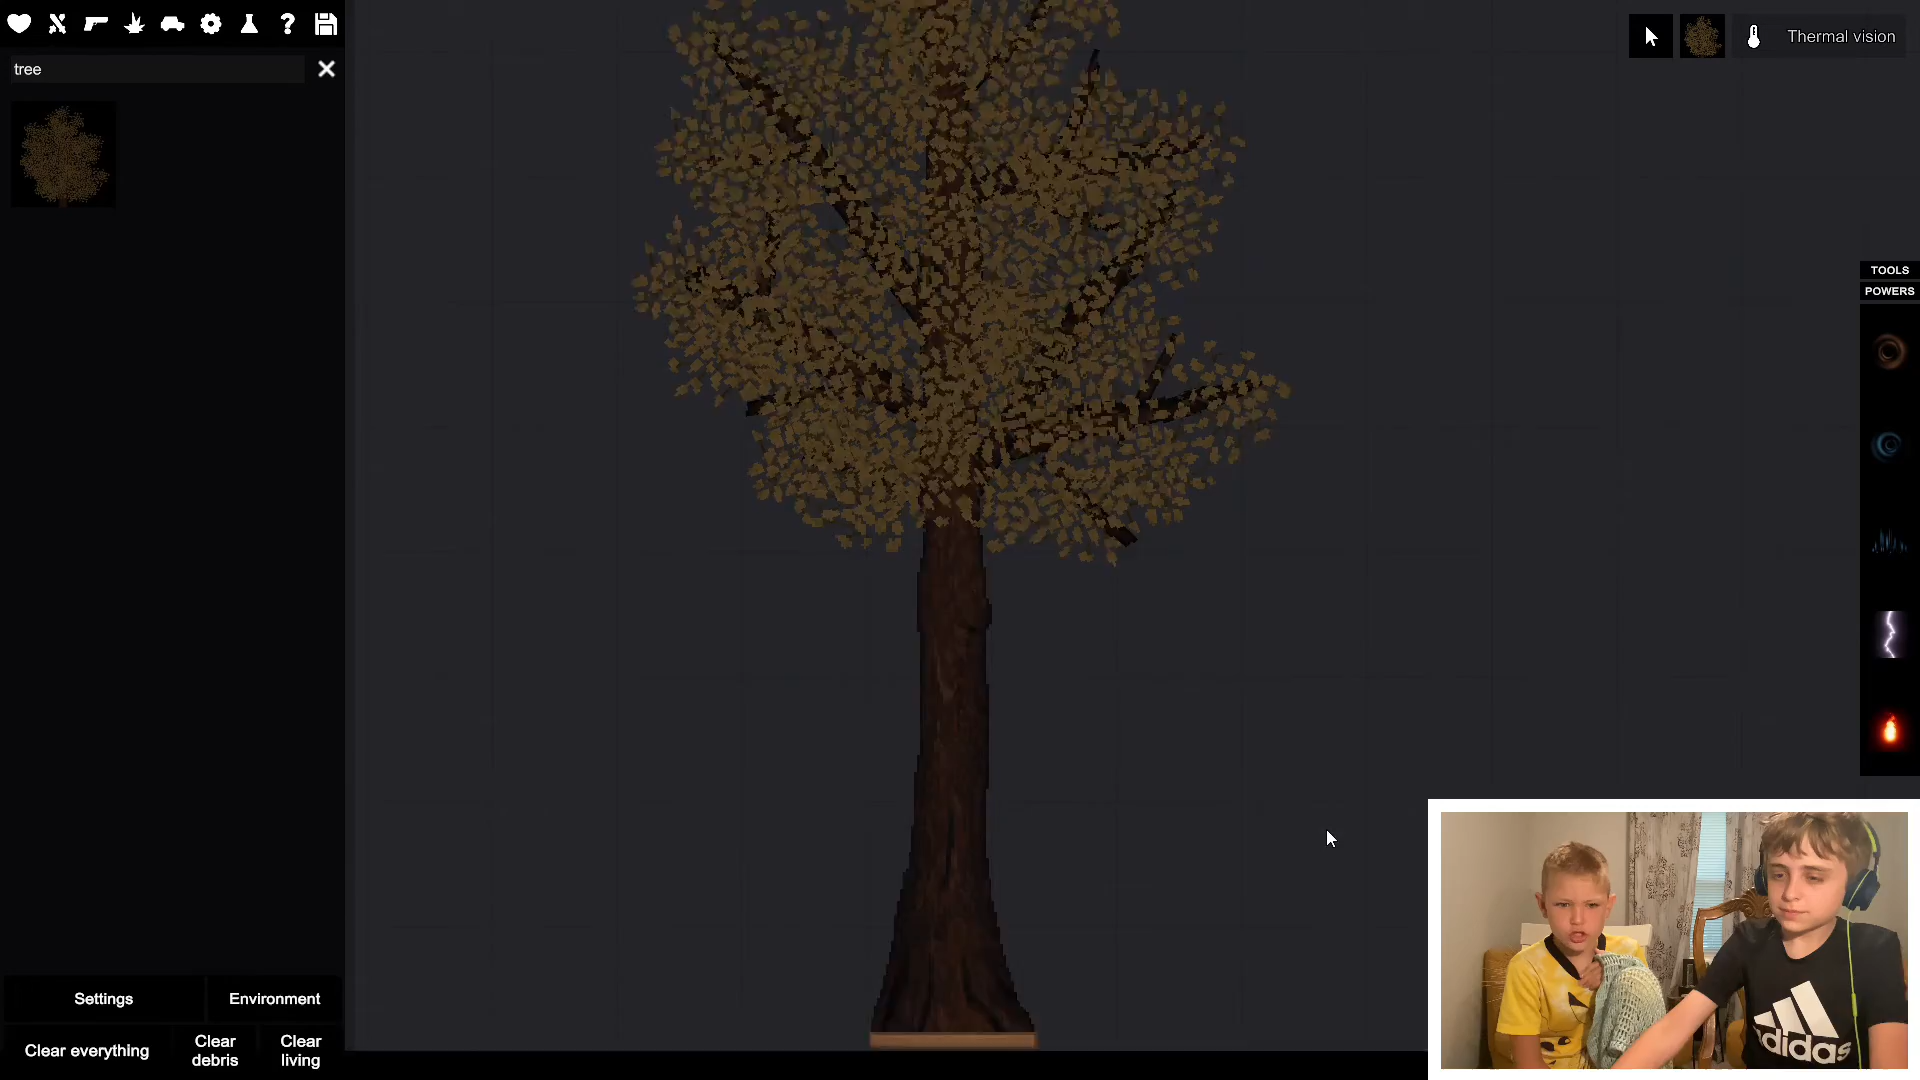 tree
Thermal vision
TOOLS
POWERS
Settings
Environment
Clear everything
Clear
debris
Clear
living
adidas